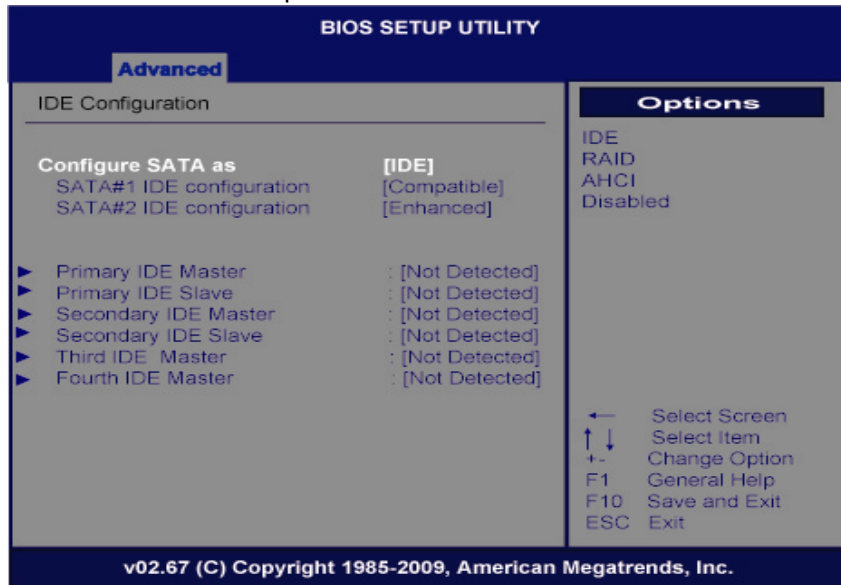 BIOS SETUP UTILITY
Advanced
IDE Configuration
Configure SATA as [IDE]
SATA#1 IDE configuration [Compatible]
SATA#2 IDE configuration [Enhanced]
Primary IDE Master : [Not Detected]
Primary IDE Slave : [Not Detected]
Secondary IDE Master : [Not Detected]
Secondary IDE Slave : [Not Detected]
Third IDE Master : [Not Detected]
Fourth IDE Master : [Not Detected]
Options
IDE
RAID
AHCI
Disabled
← Select Screen
↑ ↓ Select Item
+- Change Option
F1 General Help
F10 Save and Exit
ESC Exit
v02.67 (C) Copyright 1985-2009, American Megatrends, Inc.